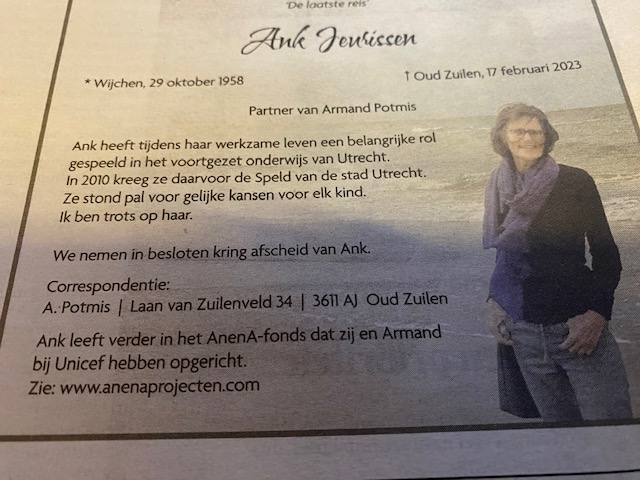 'De laatste reis'
Ank Jeurissen
* Wijchen, 29 oktober 1958
† Oud Zuilen, 17 februari 2023
Partner van Armand Potmis
Ank heeft tijdens haar werkzame leven een belangrijke rol
gespeeld in het voortgezet onderwijs van Utrecht.
In 2010 kreeg ze daarvoor de Speld van de stad Utrecht.
Ze stond pal voor gelijke kansen voor elk kind.
Ik ben trots op haar.
We nemen in besloten kring afscheid van Ank.
Correspondentie:
A. Potmis | Laan van Zuilenveld 34 | 3611 AJ Oud Zuilen
Ank leeft verder in het AnenA-fonds dat zij en Armand
bij Unicef hebben opgericht.
Zie: www.anenaprojecten.com